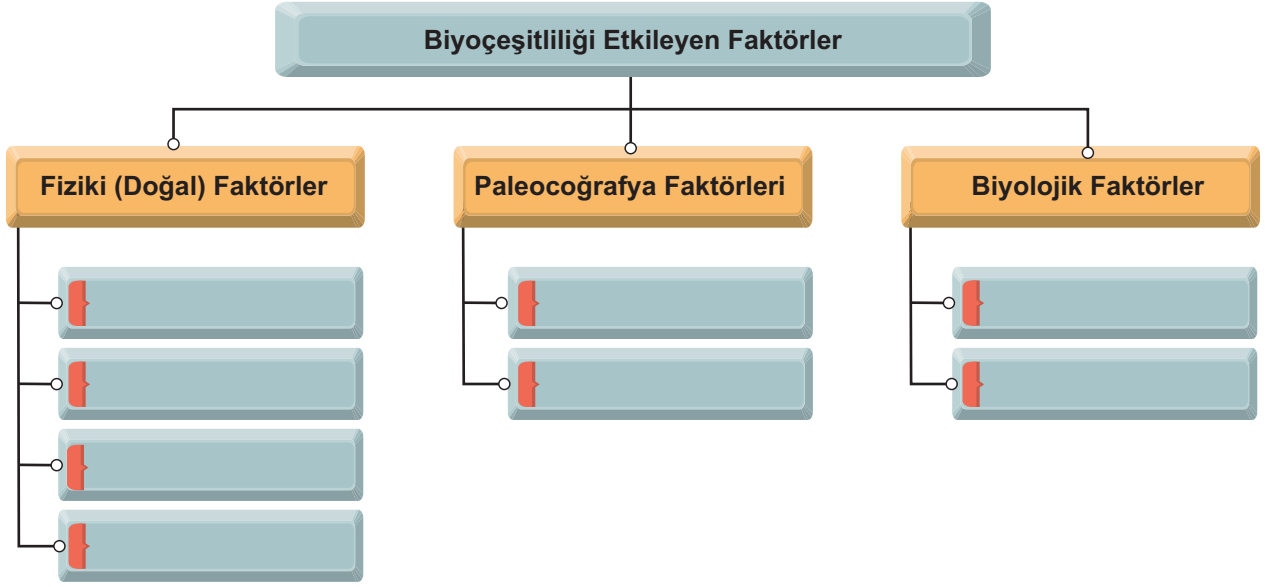 Biyoçeşitliliği Etkileyen Faktörler
Fiziki (Doğal) Faktörler
Paleocoğrafya Faktörleri
Biyolojik Faktörler